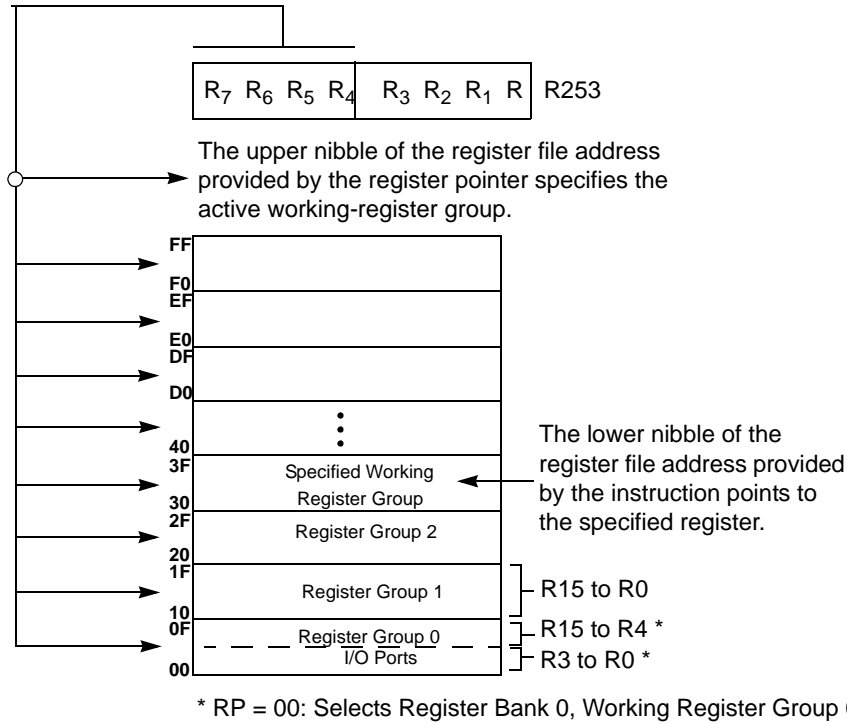 R7 R6 R5 R4 R3 R2 R1 R R253
The upper nibble of the register file address
provided by the register pointer specifies the
active working-register group.
FF
F0
EF
E0
DF
D0
40
3F
Specified Working
Register Group
30
The lower nibble of the
register file address provided
by the instruction points to
the specified register.
2F
Register Group 2
20
1F
Register Group 1
R15 to R0
10
0F
Register Group 0
R15 to R4 *
I/O Ports
R3 to R0 *
00
* RP = 00: Selects Register Bank 0, Working Register Group